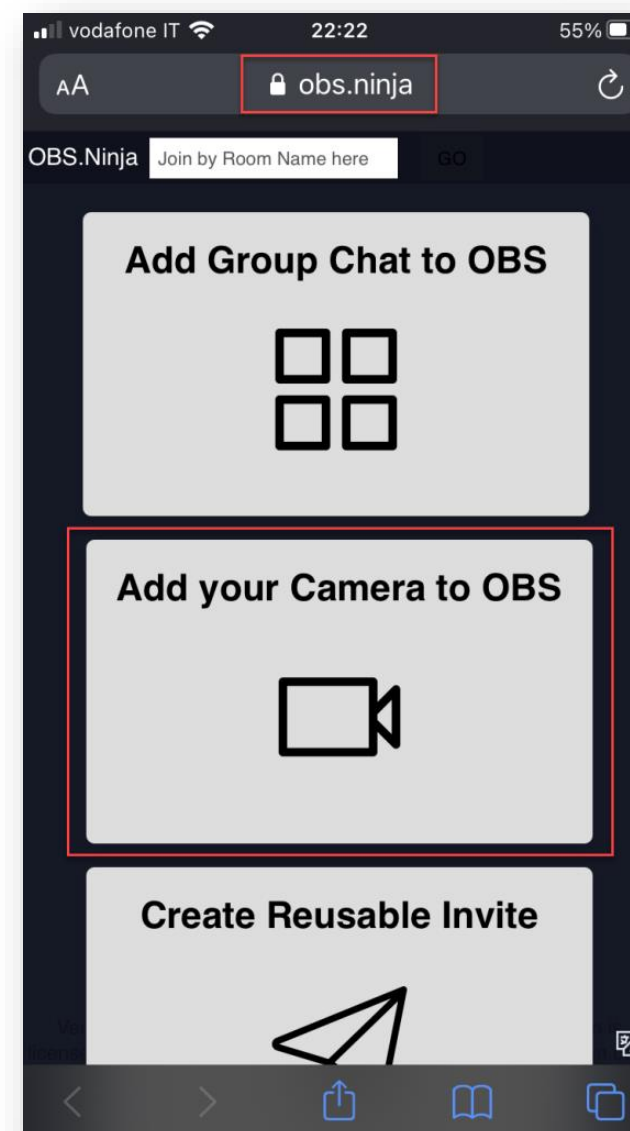 vodafone IT 22:22 55%
AA obs.ninja
OBS.Ninja Join by Room Name here GO
Add Group Chat to OBS
Add your Camera to OBS
Create Reusable Invite